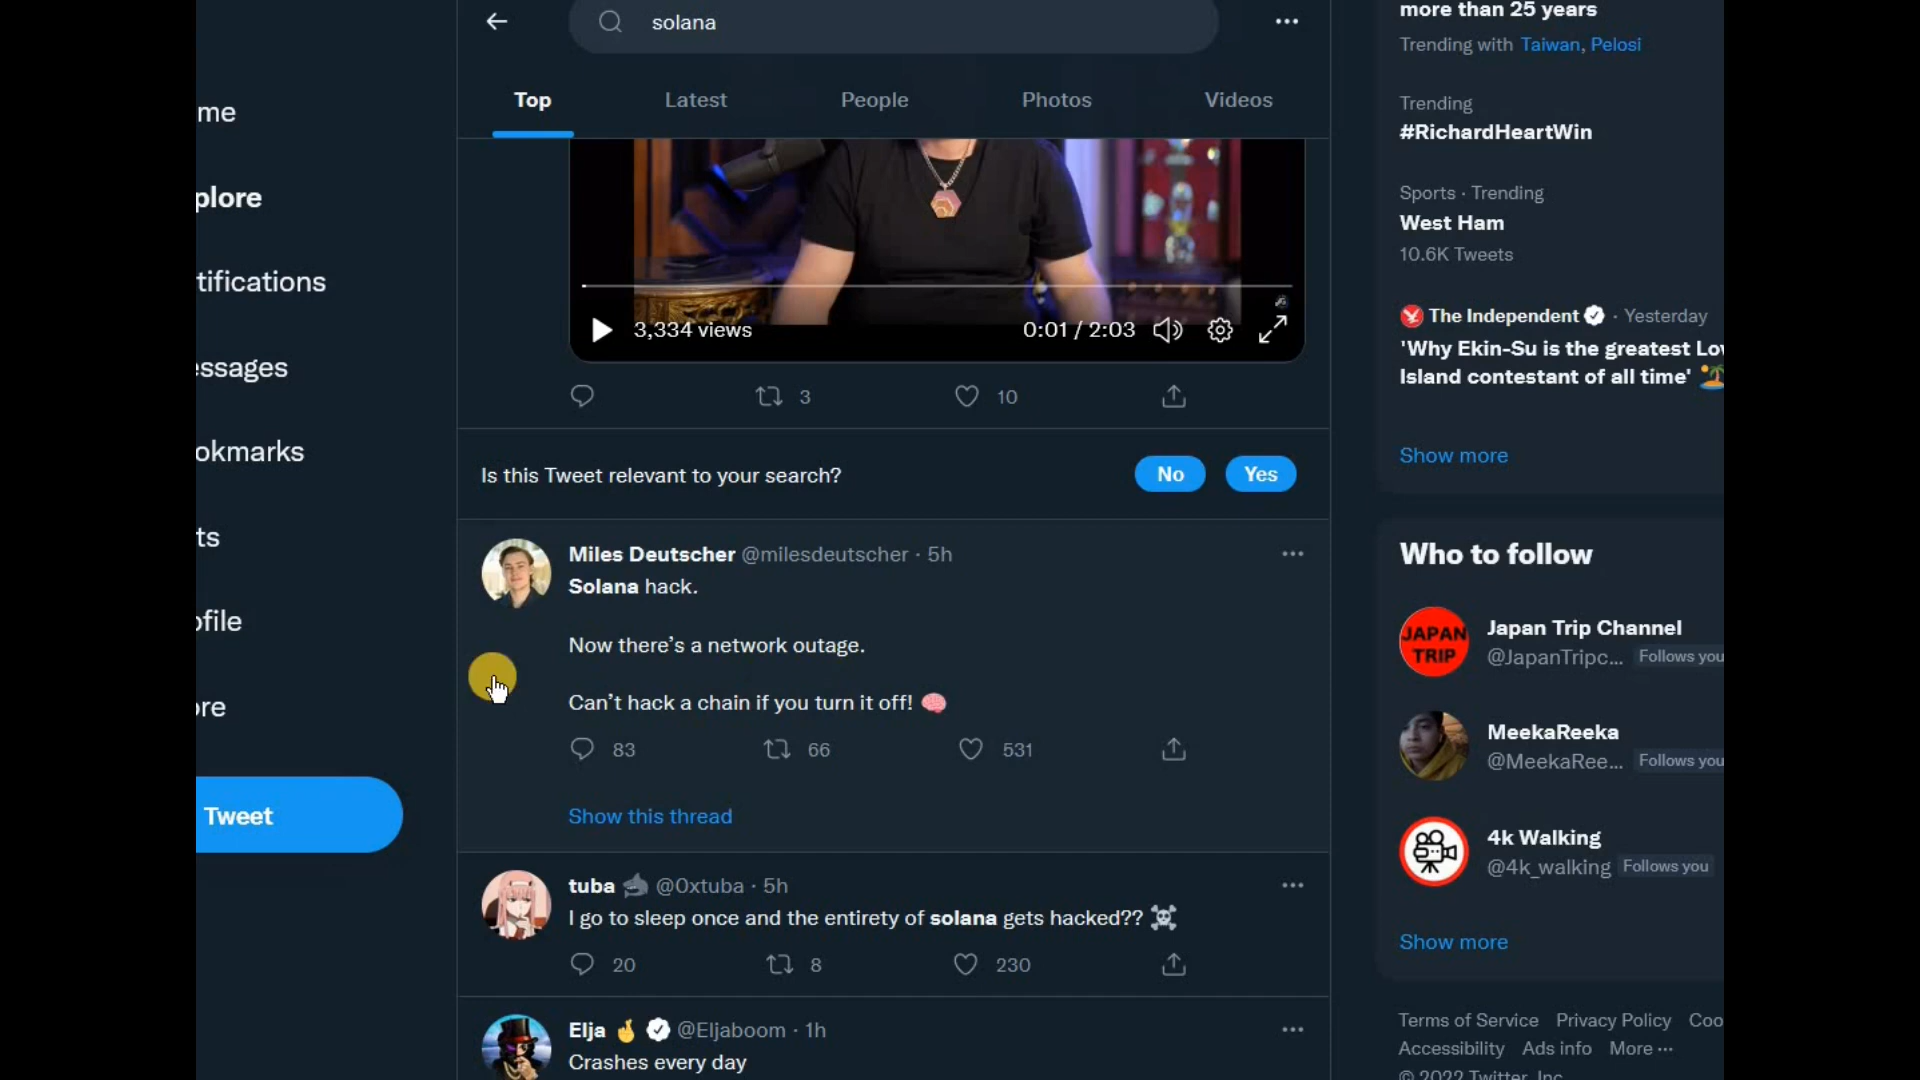 solana
Top
Latest
People
Photos
Videos
me
plore
tifications
essages
okmarks
ts
ofile
ore
Tweet
3,334 views
0:01 / 2:03
3
10
Is this Tweet relevant to your search?
No
Yes
Miles Deutscher @milesdeutscher · 5h
Solana hack.
Now there's a network outage.
Can't hack a chain if you turn it off! 🧠
83
66
531
Show this thread
tuba 🦈 @0xtuba · 5h
I go to sleep once and the entirety of solana gets hacked?? ☠️
20
8
230
Elja 🤞 @Eljaboom · 1h
Crashes every day
more than 25 years
Trending with Taiwan, Pelosi
Trending
#RichardHeartWin
Sports · Trending
West Ham
10.6K Tweets
The Independent · Yesterday
'Why Ekin-Su is the greatest Lov
Island contestant of all time' 🏝️
Show more
Who to follow
JAPAN
TRIP
Japan Trip Channel
@JapanTripc... Follows you
MeekaReeka
@MeekaRee... Follows you
4k Walking
@4k_walking Follows you
Show more
Terms of Service Privacy Policy Coo
Accessibility Ads info More ···
© 2022 Twitter, Inc.